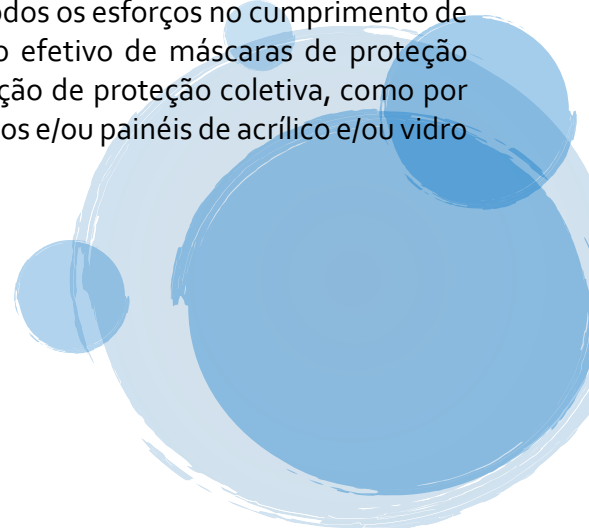 odos os esforços no cumprimento de
o efetivo de máscaras de proteção
ção de proteção coletiva, como por
os e/ou painéis de acrílico e/ou vidro